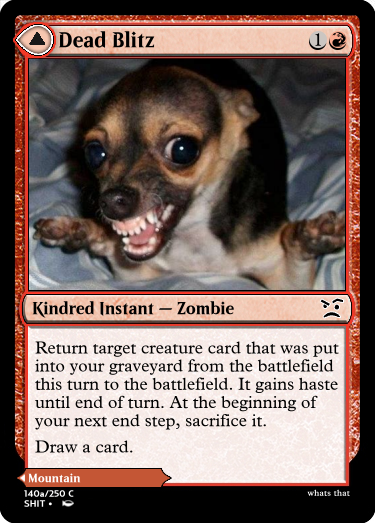 Dead Blitz 1
Kindred Instant — Zombie
Return target creature card that was put
into your graveyard from the battlefield
this turn to the battlefield. It gains haste
until end of turn. At the beginning of
your next end step, sacrifice it.
Draw a card.
Mountain
140a/250 C
SHIT •
whats that